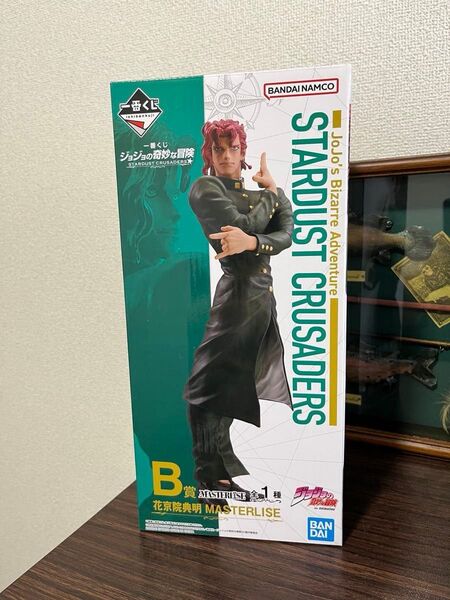 一番くじ
ichibankuji
BANDAI NAMCO
一番くじ
ジョジョの奇妙な冒険
STARDUST CRUSADERS
JoJo's Bizarre Adventure
STARDUST CRUSADERS
B賞 MASTERLISE 全1種
花京院典明 MASTERLISE
ジョジョの奇妙な冒険
BANDAI